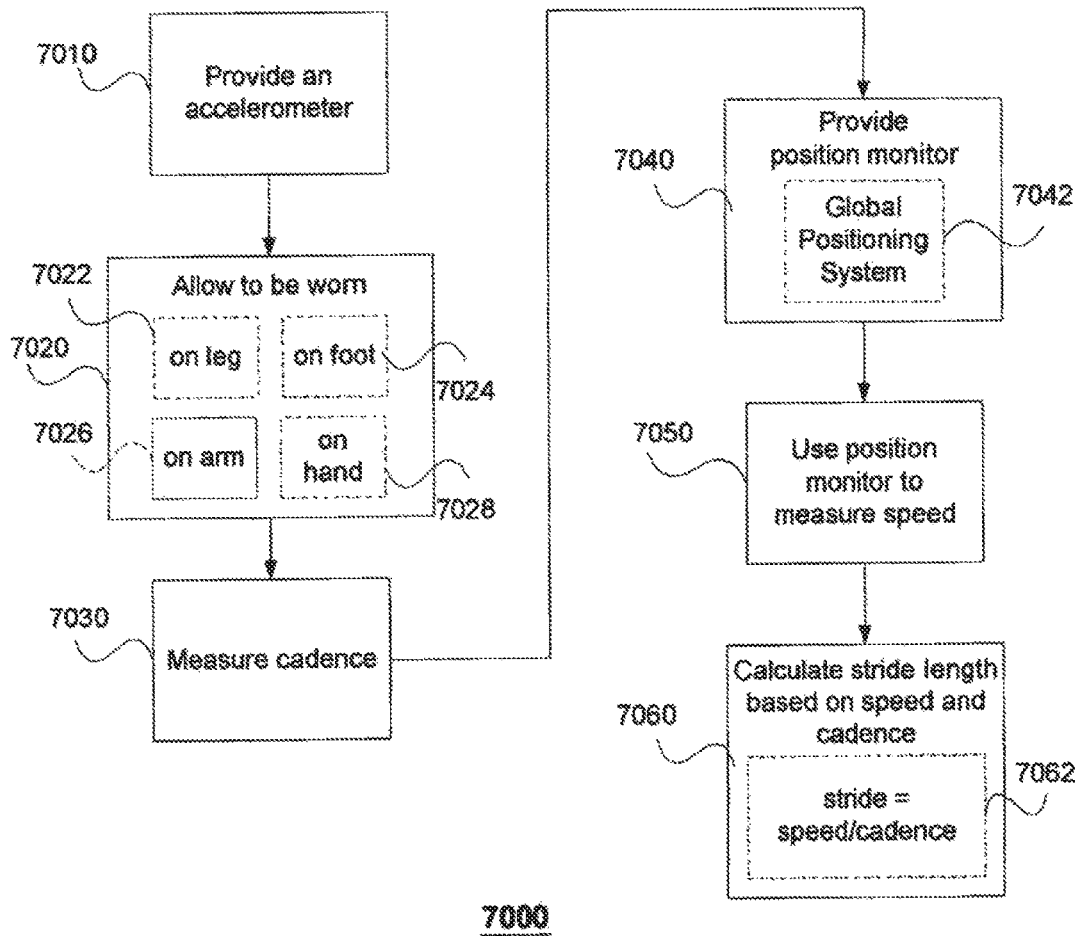 7010
Provide an
accelerometer
7020
Allow to be worn
7022
on leg
on foot
7024
7026
on arm
on
hand
7028
7030
Measure cadence
7040
Provide
position monitor
7042
Global
Positioning
System
7050
Use position
monitor to
measure speed
7060
Calculate stride length
based on speed and
cadence
7062
stride =
speed/cadence
7000